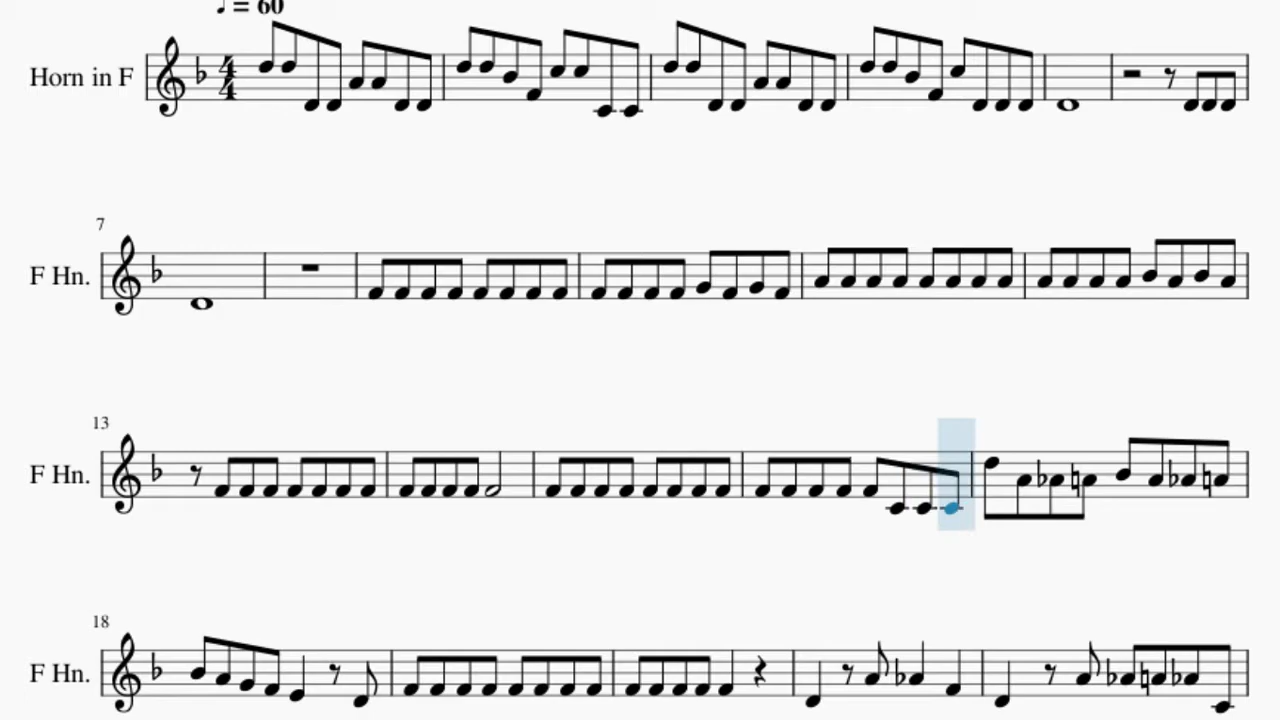 ♩ = 60
Horn in F
4
4
7
F Hn.
13
F Hn.
18
F Hn.